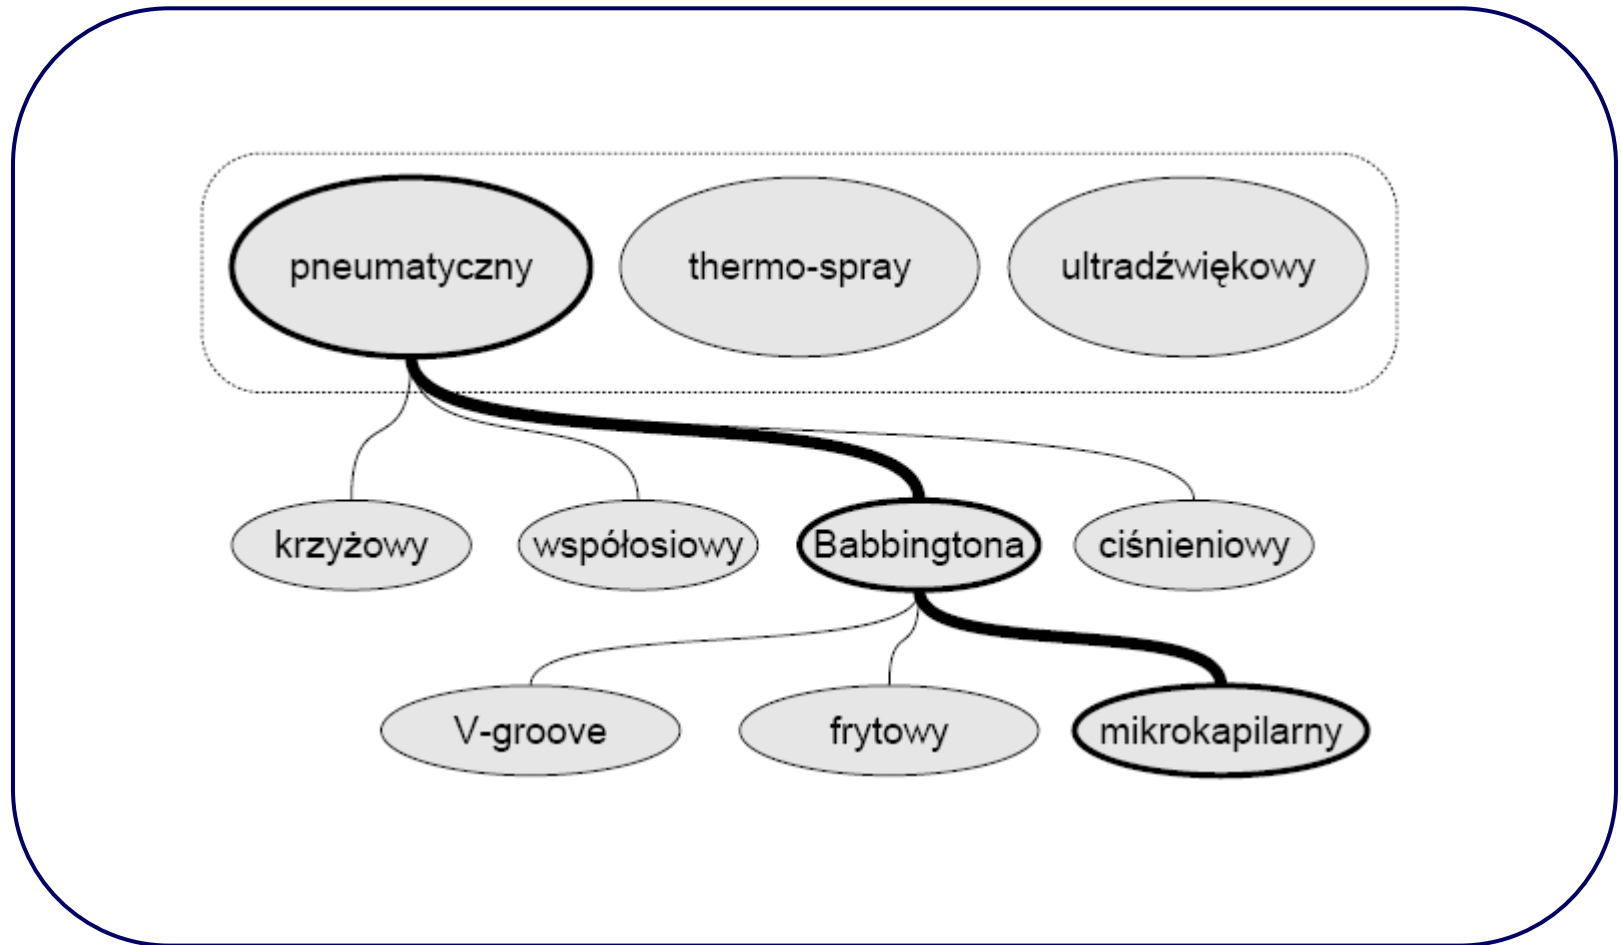 pneumatyczny
thermo-spray
ultradźwiękowy
krzyżowy
współosiowy
Babbingtona
ciśnieniowy
V-groove
frytowy
mikrokapilarny